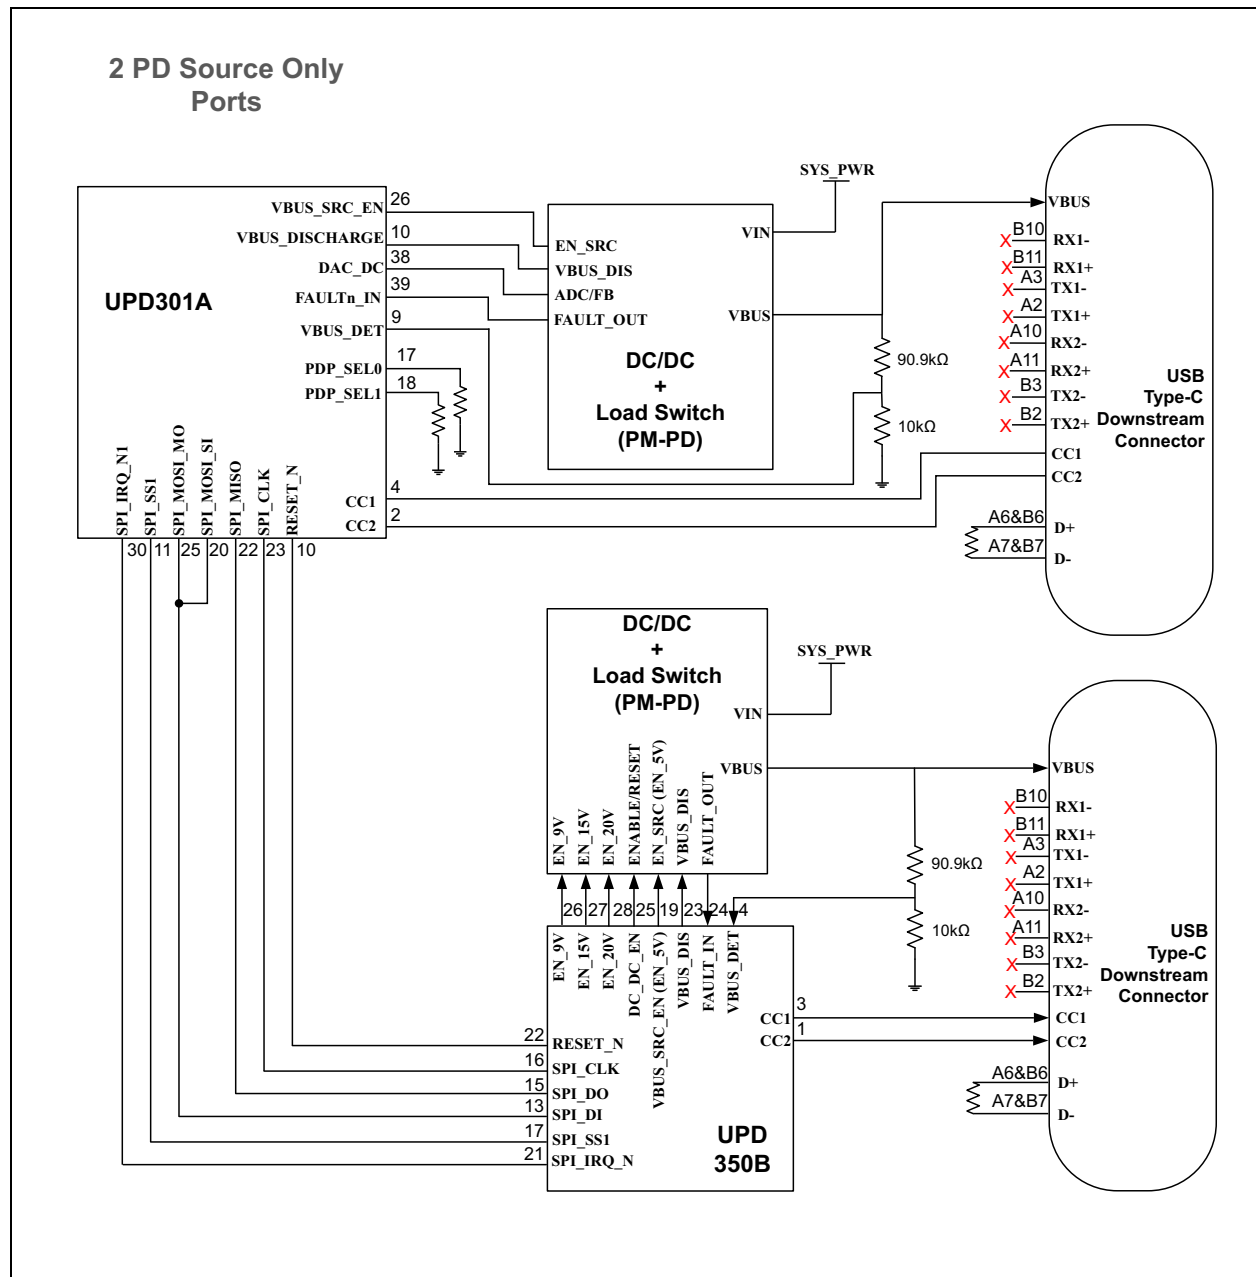 2 PD Source Only
Ports
UPD301A
VBUS_SRC_EN
26
VBUS_DISCHARGE
10
DAC_DC
38
FAULTn_IN
39
VBUS_DET
9
PDP_SEL0
17
PDP_SEL1
18
CC1
4
CC2
2
SPI_IRQ_N1
SPI_SS1
SPI_MOSI_MO
SPI_MOSI_SI
SPI_MISO
SPI_CLK
RESET_N
30
11
25
20
22
23
10
EN_SRC
VBUS_DIS
ADC/FB
FAULT_OUT
VIN
VBUS
DC/DC
+
Load Switch
(PM-PD)
SYS_PWR
90.9kΩ
10kΩ
VBUS
B10
RX1-
B11
RX1+
A3
TX1-
A2
TX1+
A10
RX2-
A11
RX2+
B3
TX2-
B2
TX2+
CC1
CC2
A6&B6
D+
A7&B7
D-
USB
Type-C
Downstream
Connector
DC/DC
+
Load Switch
(PM-PD)
SYS_PWR
VIN
VBUS
EN_9V
EN_15V
EN_20V
ENABLE/RESET
EN_SRC (EN_5V)
VBUS_DIS
FAULT_OUT
26
27
28
25
19
23
24
4
EN_9V
EN_15V
EN_20V
DC_DC_EN
VBUS_SRC_EN (EN_5V)
VBUS_DIS
FAULT_IN
VBUS_DET
90.9kΩ
10kΩ
CC1
3
CC2
1
22
RESET_N
16
SPI_CLK
15
SPI_DO
13
SPI_DI
17
SPI_SS1
21
SPI_IRQ_N
UPD
350B
VBUS
B10
RX1-
B11
RX1+
A3
TX1-
A2
TX1+
A10
RX2-
A11
RX2+
B3
TX2-
B2
TX2+
CC1
CC2
A6&B6
D+
A7&B7
D-
USB
Type-C
Downstream
Connector